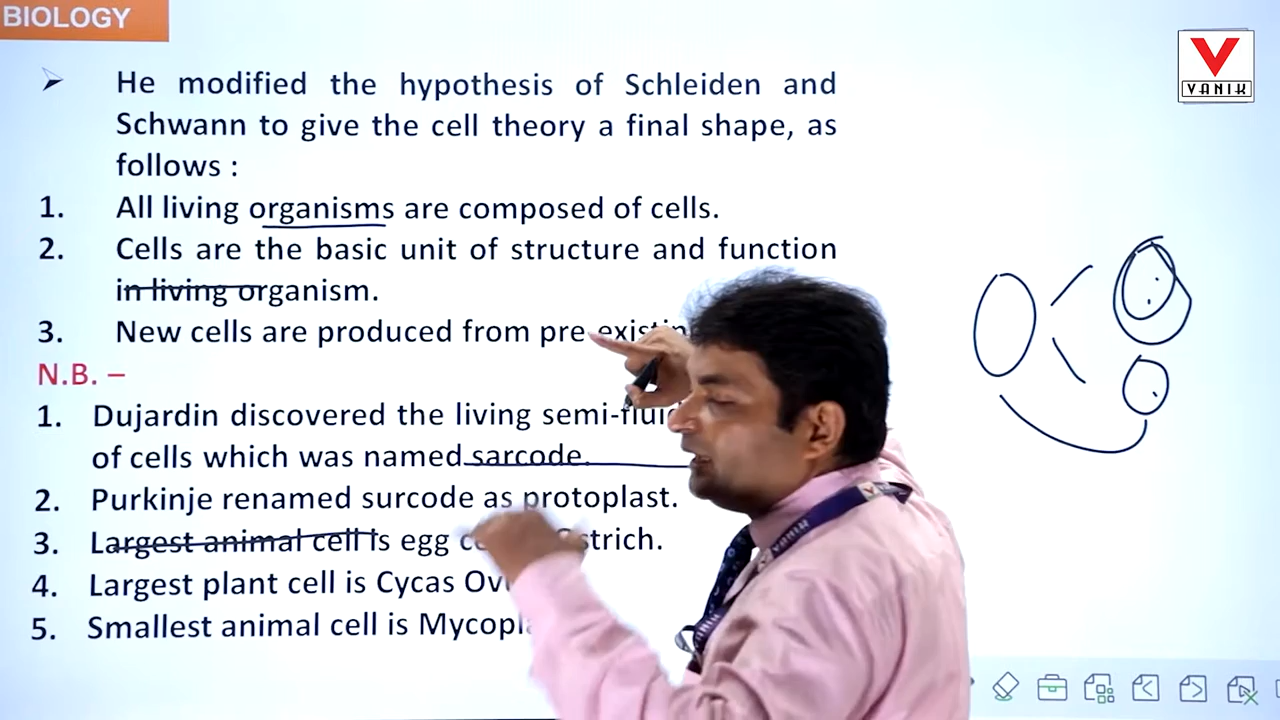 BIOLOGY
VANIK
➢ He modified the hypothesis of Schleiden and
Schwann to give the cell theory a final shape, as
follows :
1. All living organisms are composed of cells.
2. Cells are the basic unit of structure and function
in living organism.
3. New cells are produced from pre
N.B. –
1. Dujardin discovered the living semi-fluid
of cells which was named sarcode.
2. Purkinje renamed surcode as protoplast.
3. Largest animal cell is egg
4. Largest plant cell is Cycas
5. Smallest animal cell is